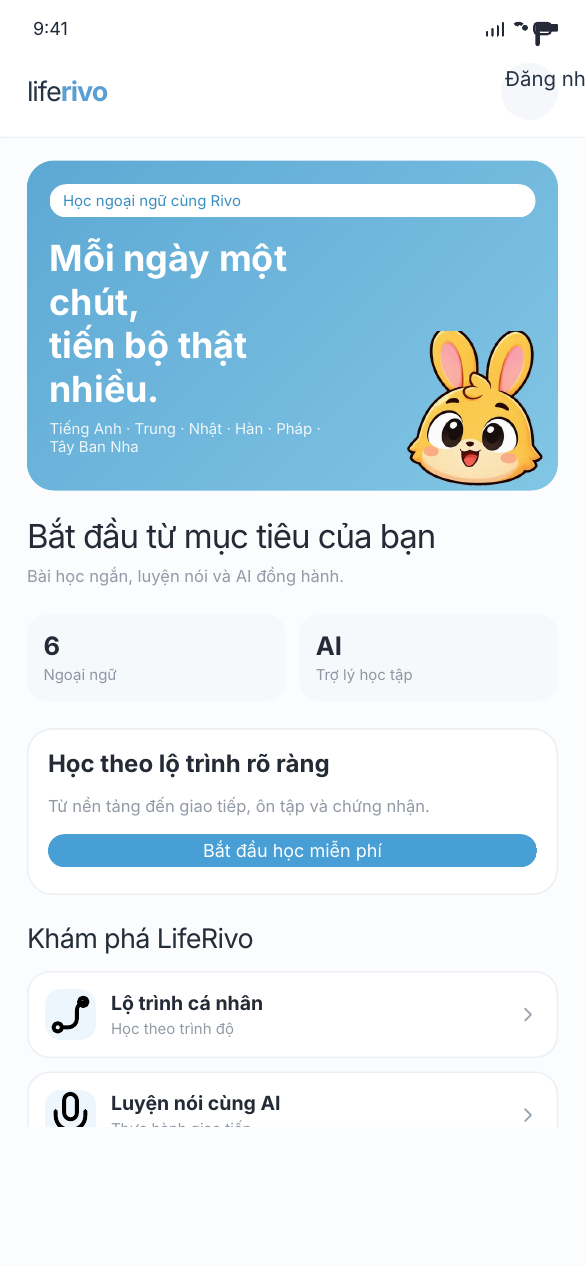 9:41
liferivo
Đăng nh
Học ngoại ngữ cùng Rivo
Mỗi ngày một
chút,
tiến bộ thật
nhiều.
Tiếng Anh · Trung · Nhật · Hàn · Pháp ·
Tây Ban Nha
Bắt đầu từ mục tiêu của bạn
Bài học ngắn, luyện nói và AI đồng hành.
6
Ngoại ngữ
AI
Trợ lý học tập
Học theo lộ trình rõ ràng
Từ nền tảng đến giao tiếp, ôn tập và chứng nhận.
Bắt đầu học miễn phí
Khám phá LifeRivo
Lộ trình cá nhân
Học theo trình độ
Luyện nói cùng AI
Thực hành giao tiếp